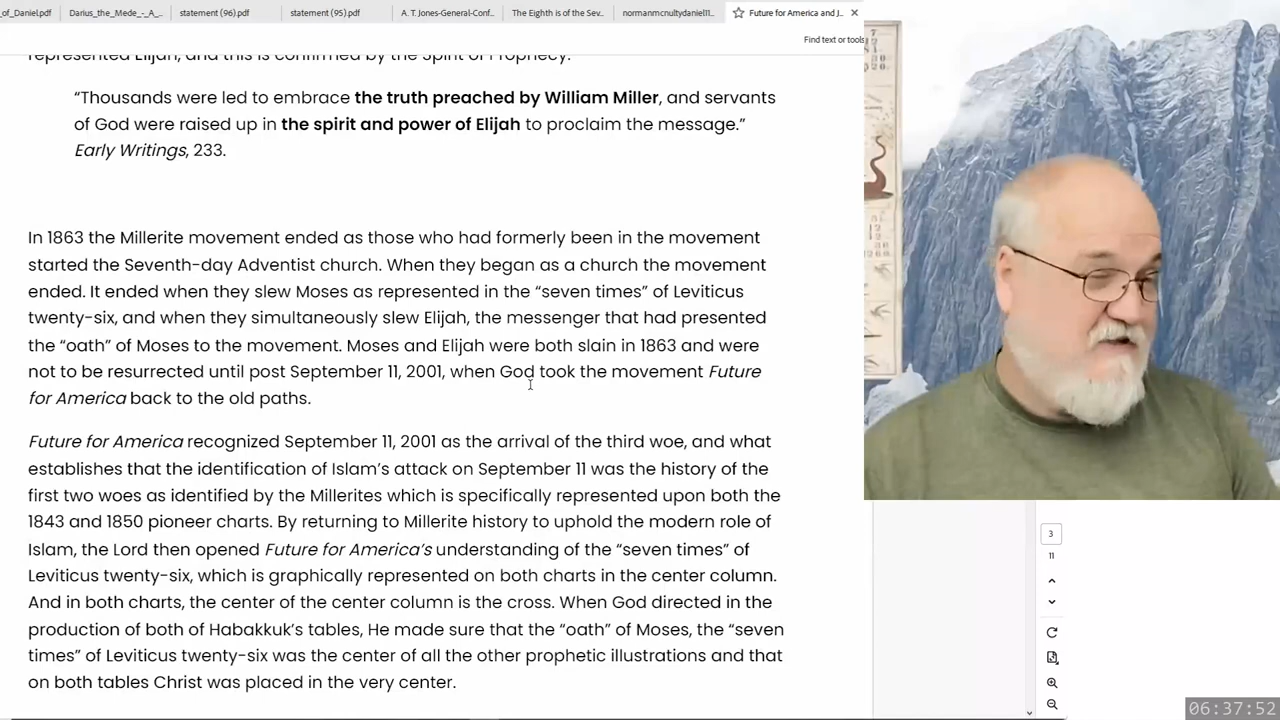 _of_Daniel.pdf
Darius_the_Mede_-_A_...
statement (96).pdf
statement (95).pdf
A. T. Jones-General-Conf...
The Eighth is of the Sev...
normanmcnultydaniel11...
Future for America and J...
Find text or tools
represented Elijah, and this is confirmed by the Spirit of Prophecy.
“Thousands were led to embrace the truth preached by William Miller, and servants
of God were raised up in the spirit and power of Elijah to proclaim the message.”
Early Writings, 233.
In 1863 the Millerite movement ended as those who had formerly been in the movement
started the Seventh-day Adventist church. When they began as a church the movement
ended. It ended when they slew Moses as represented in the “seven times” of Leviticus
twenty-six, and when they simultaneously slew Elijah, the messenger that had presented
the “oath” of Moses to the movement. Moses and Elijah were both slain in 1863 and were
not to be resurrected until post September 11, 2001, when God took the movement Future
for America back to the old paths.
Future for America recognized September 11, 2001 as the arrival of the third woe, and what
establishes that the identification of Islam’s attack on September 11 was the history of the
first two woes as identified by the Millerites which is specifically represented upon both the
1843 and 1850 pioneer charts. By returning to Millerite history to uphold the modern role of
Islam, the Lord then opened Future for America’s understanding of the “seven times” of
Leviticus twenty-six, which is graphically represented on both charts in the center column.
And in both charts, the center of the center column is the cross. When God directed in the
production of both of Habakkuk’s tables, He made sure that the “oath” of Moses, the “seven
times” of Leviticus twenty-six was the center of all the other prophetic illustrations and that
on both tables Christ was placed in the very center.
3
11
06:37:52